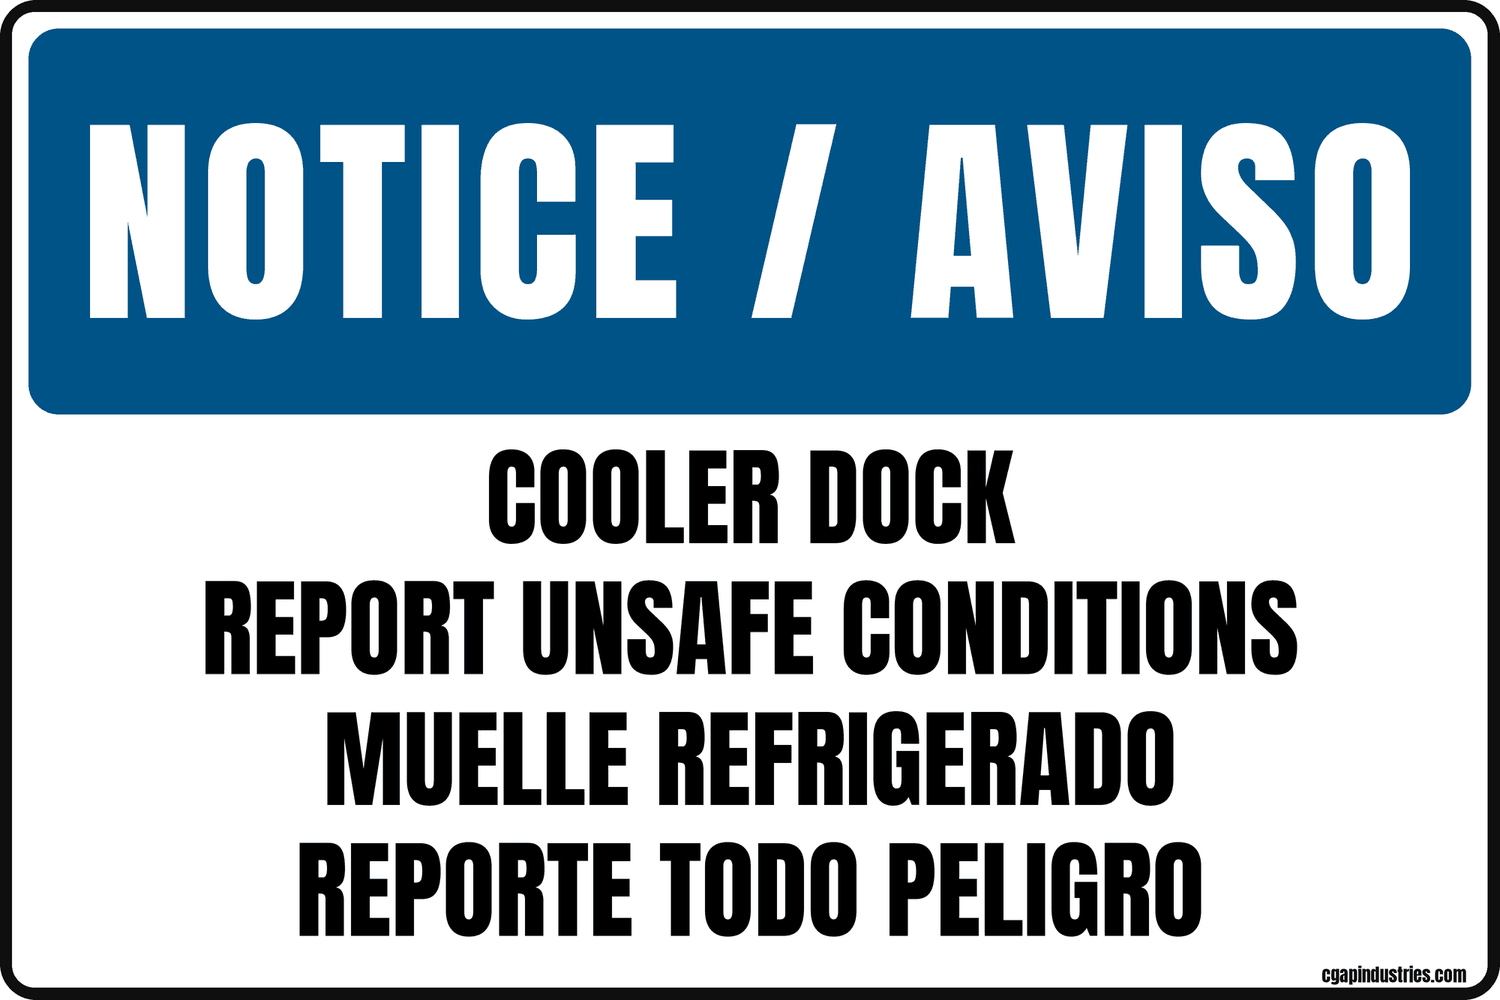 NOTICE / AVISO
COOLER DOCK
REPORT UNSAFE CONDITIONS
MUELLE REFRIGERADO
REPORTE TODO PELIGRO
cgapindustries.com